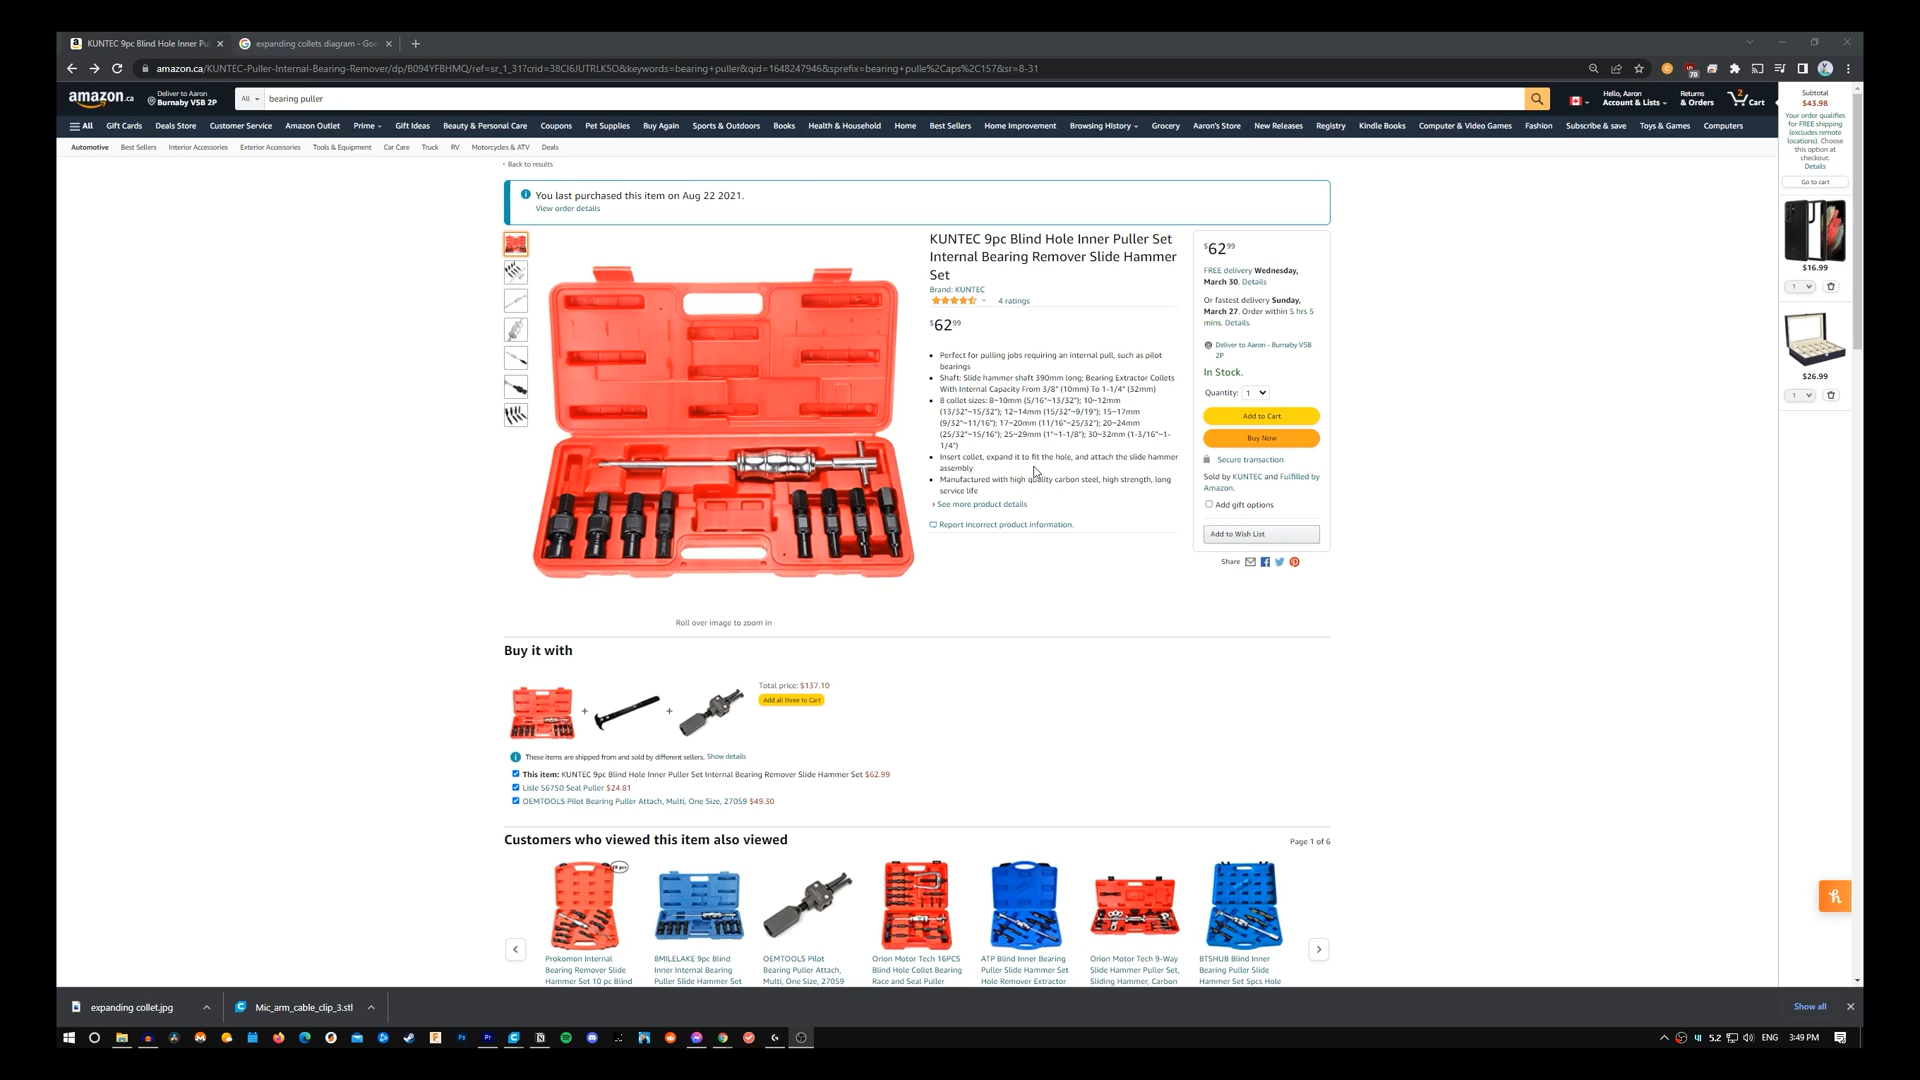 KUNTEC 9pc Blind Hole Inner Pu
expanding collets diagram - Goo
amazon.ca/KUNTEC-Puller-Internal-Bearing-Remover/dp/B094YFBHMQ/ref=sr_1_31?crid=38CI6JUTRLK5O&keywords=bearing+puller&qid=1648247946&sprefix=bearing+pulle%2Caps%2C157&sr=8-31
70
amazon.ca
Deliver to Aaron
Burnaby V5B 2P
All
bearing puller
Hello, Aaron
Account & Lists
Returns
& Orders
2
Cart
All Gift Cards Deals Store Customer Service Amazon Outlet Prime Gift Ideas Beauty & Personal Care Coupons Pet Supplies Buy Again Sports & Outdoors Books Health & Household Home Best Sellers Home Improvement Browsing History Grocery Aaron's Store New Releases Registry Kindle Books Computer & Video Games Fashion Subscribe & save Toys & Games Computers
Automotive Best Sellers Interior Accessories Exterior Accessories Tools & Equipment Car Care Truck RV Motorcycles & ATV Deals
Subtotal
$43.98
Your order qualifies
for FREE shipping
(excludes remote
locations). Choose
this option at
checkout.
Details
Go to cart
$16.99
1
$26.99
1
‹ Back to results
You last purchased this item on Aug 22 2021.
View order details
KUNTEC 9pc Blind Hole Inner Puller Set
Internal Bearing Remover Slide Hammer
Set
Brand: KUNTEC
4 ratings
$62 99
• Perfect for pulling jobs requiring an internal pull, such as pilot
bearings
• Shaft: Slide hammer shaft 390mm long; Bearing Extractor Collets
With Internal Capacity From 3/8" (10mm) To 1-1/4" (32mm)
• 8 collet sizes: 8~10mm (5/16"~13/32"); 10~12mm
(13/32"~15/32"); 12~14mm (15/32"~9/19"); 15~17mm
(9/32"~11/16"); 17~20mm (11/16"~25/32"); 20~24mm
(25/32"~15/16"); 25~29mm (1"~1-1/8"); 30~32mm (1-3/16"~1-
1/4")
• Insert collet, expand it to fit the hole, and attach the slide hammer
assembly
• Manufactured with high quality carbon steel, high strength, long
service life
› See more product details
Report incorrect product information.
$62 99
FREE delivery Wednesday,
March 30. Details
Or fastest delivery Sunday,
March 27. Order within 5 hrs 5
mins. Details
Deliver to Aaron - Burnaby V5B
2P
In Stock.
Quantity: 1
Add to Cart
Buy Now
Secure transaction
Sold by KUNTEC and Fulfilled by
Amazon.
Add gift options
Add to Wish List
Share
Roll over image to zoom in
Buy it with
+
+
Total price: $137.10
Add all three to Cart
These items are shipped from and sold by different sellers. Show details
This item: KUNTEC 9pc Blind Hole Inner Puller Set Internal Bearing Remover Slide Hammer Set $62.99
Lisle 56750 Seal Puller $24.81
OEMTOOLS Pilot Bearing Puller Attach, Multi, One Size, 27059 $49.30
Customers who viewed this item also viewed
Page 1 of 6
Prokomon Internal
Bearing Remover Slide
Hammer Set 10 pc Blind
BMILELAKE 9pc Blind
Inner Internal Bearing
Puller Slide Hammer Set
OEMTOOLS Pilot
Bearing Puller Attach,
Multi, One Size, 27059
Orion Motor Tech 16PCS
Blind Hole Collet Bearing
Race and Seal Puller
ATP Blind Inner Bearing
Puller Slide Hammer Set
Hole Remover Extractor
Orion Motor Tech 9-Way
Slide Hammer Puller Set,
Sliding Hammer, Carbon
BTSHUB Blind Inner
Bearing Puller Slide
Hammer Set 5pcs Hole
expanding collet.jpg
Mic_arm_cable_clip_3.stl
Show all
5.2
ENG
3:49 PM